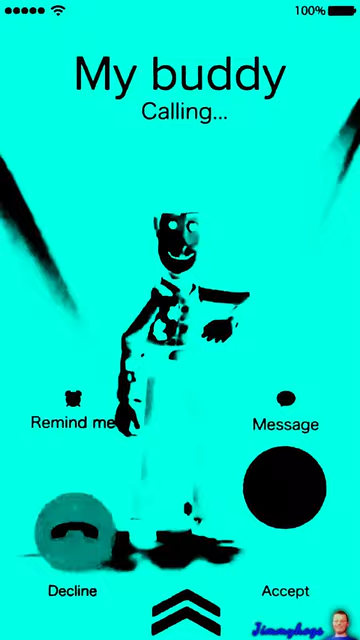 100%
My buddy
Calling...
Remind me
Message
Decline
Accept
Jimmyhogs